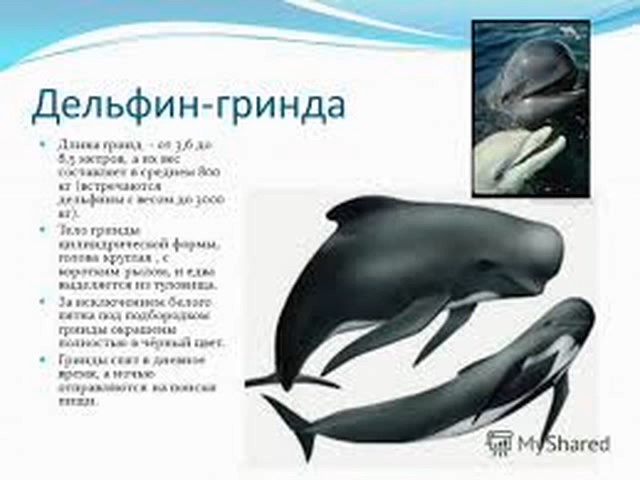 Дельфин-гринда
Длина гринд - от 3,6 до
8,5 метров, а их вес
составляет в среднем 800
кг (встречаются
дельфины с весом до 3000
кг).
Тело гринды
цилиндрической формы,
голова круглая , с
коротким рылом, и едва
выделяется из туловища.
За исключением белого
пятна под подбородком
гринды окрашены
полностью в чёрный цвет.
Гринды спят в дневное
время, а ночью
отправляются на поиски
пищи.
MyShared